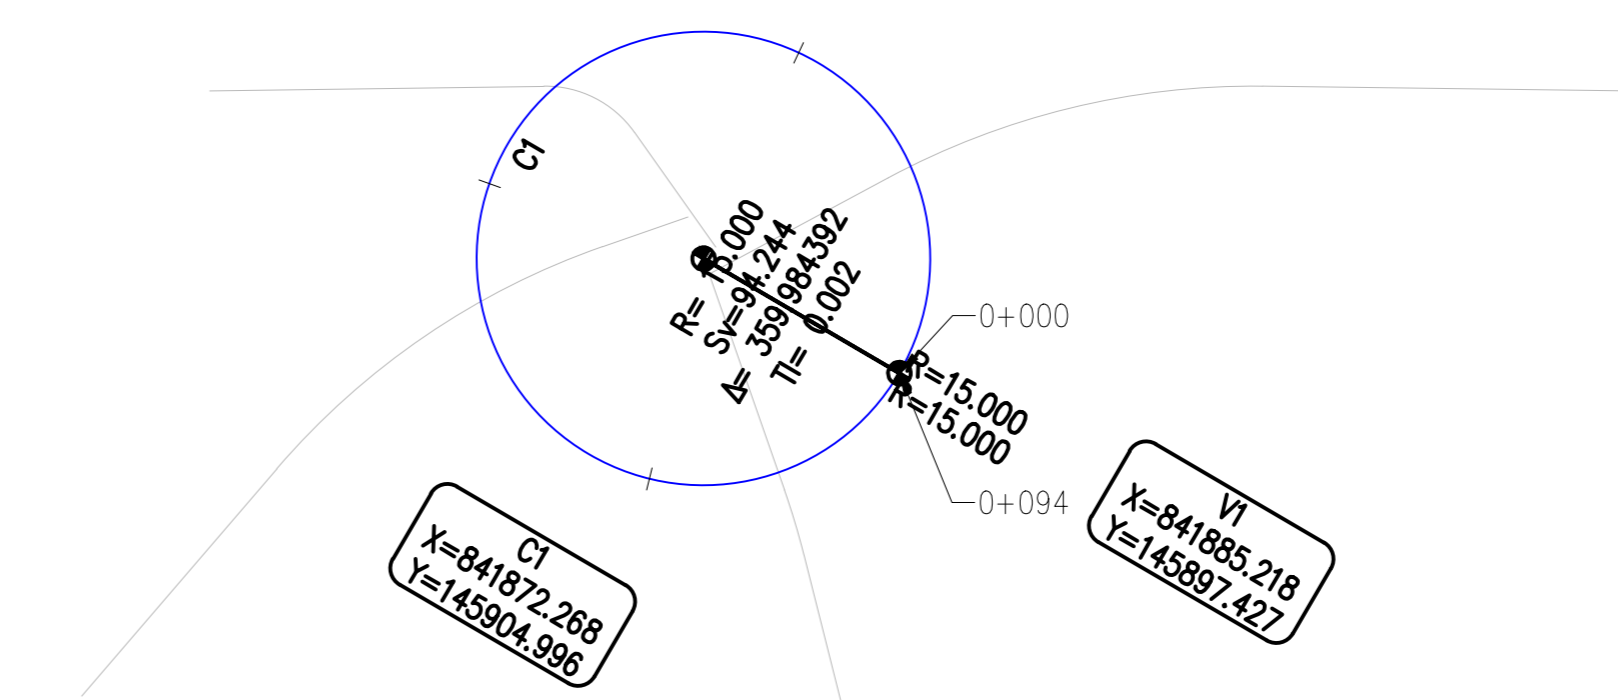 C1
R= 15.000
Sv=94.244
Δ= 359.984392
Tl= 0.002
0+000
R=15.000
R=15.000
0+094
C1
X=841872.268
Y=145904.996
V1
X=841885.218
Y=145897.427